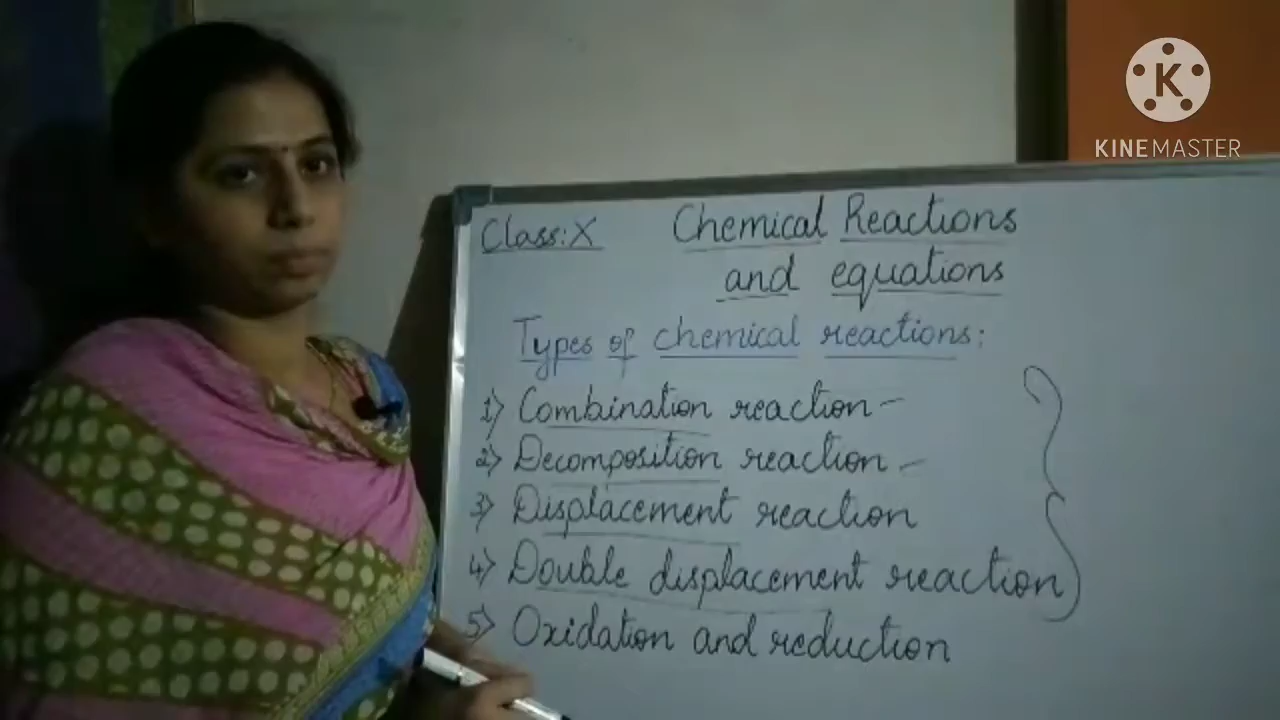 K
KINEMASTER
Class: X
Chemical Reactions
and equations
Types of chemical reactions:
1) Combination reaction -
2) Decomposition reaction -
3) Displacement reaction
4) Double displacement reaction
5) Oxidation and reduction